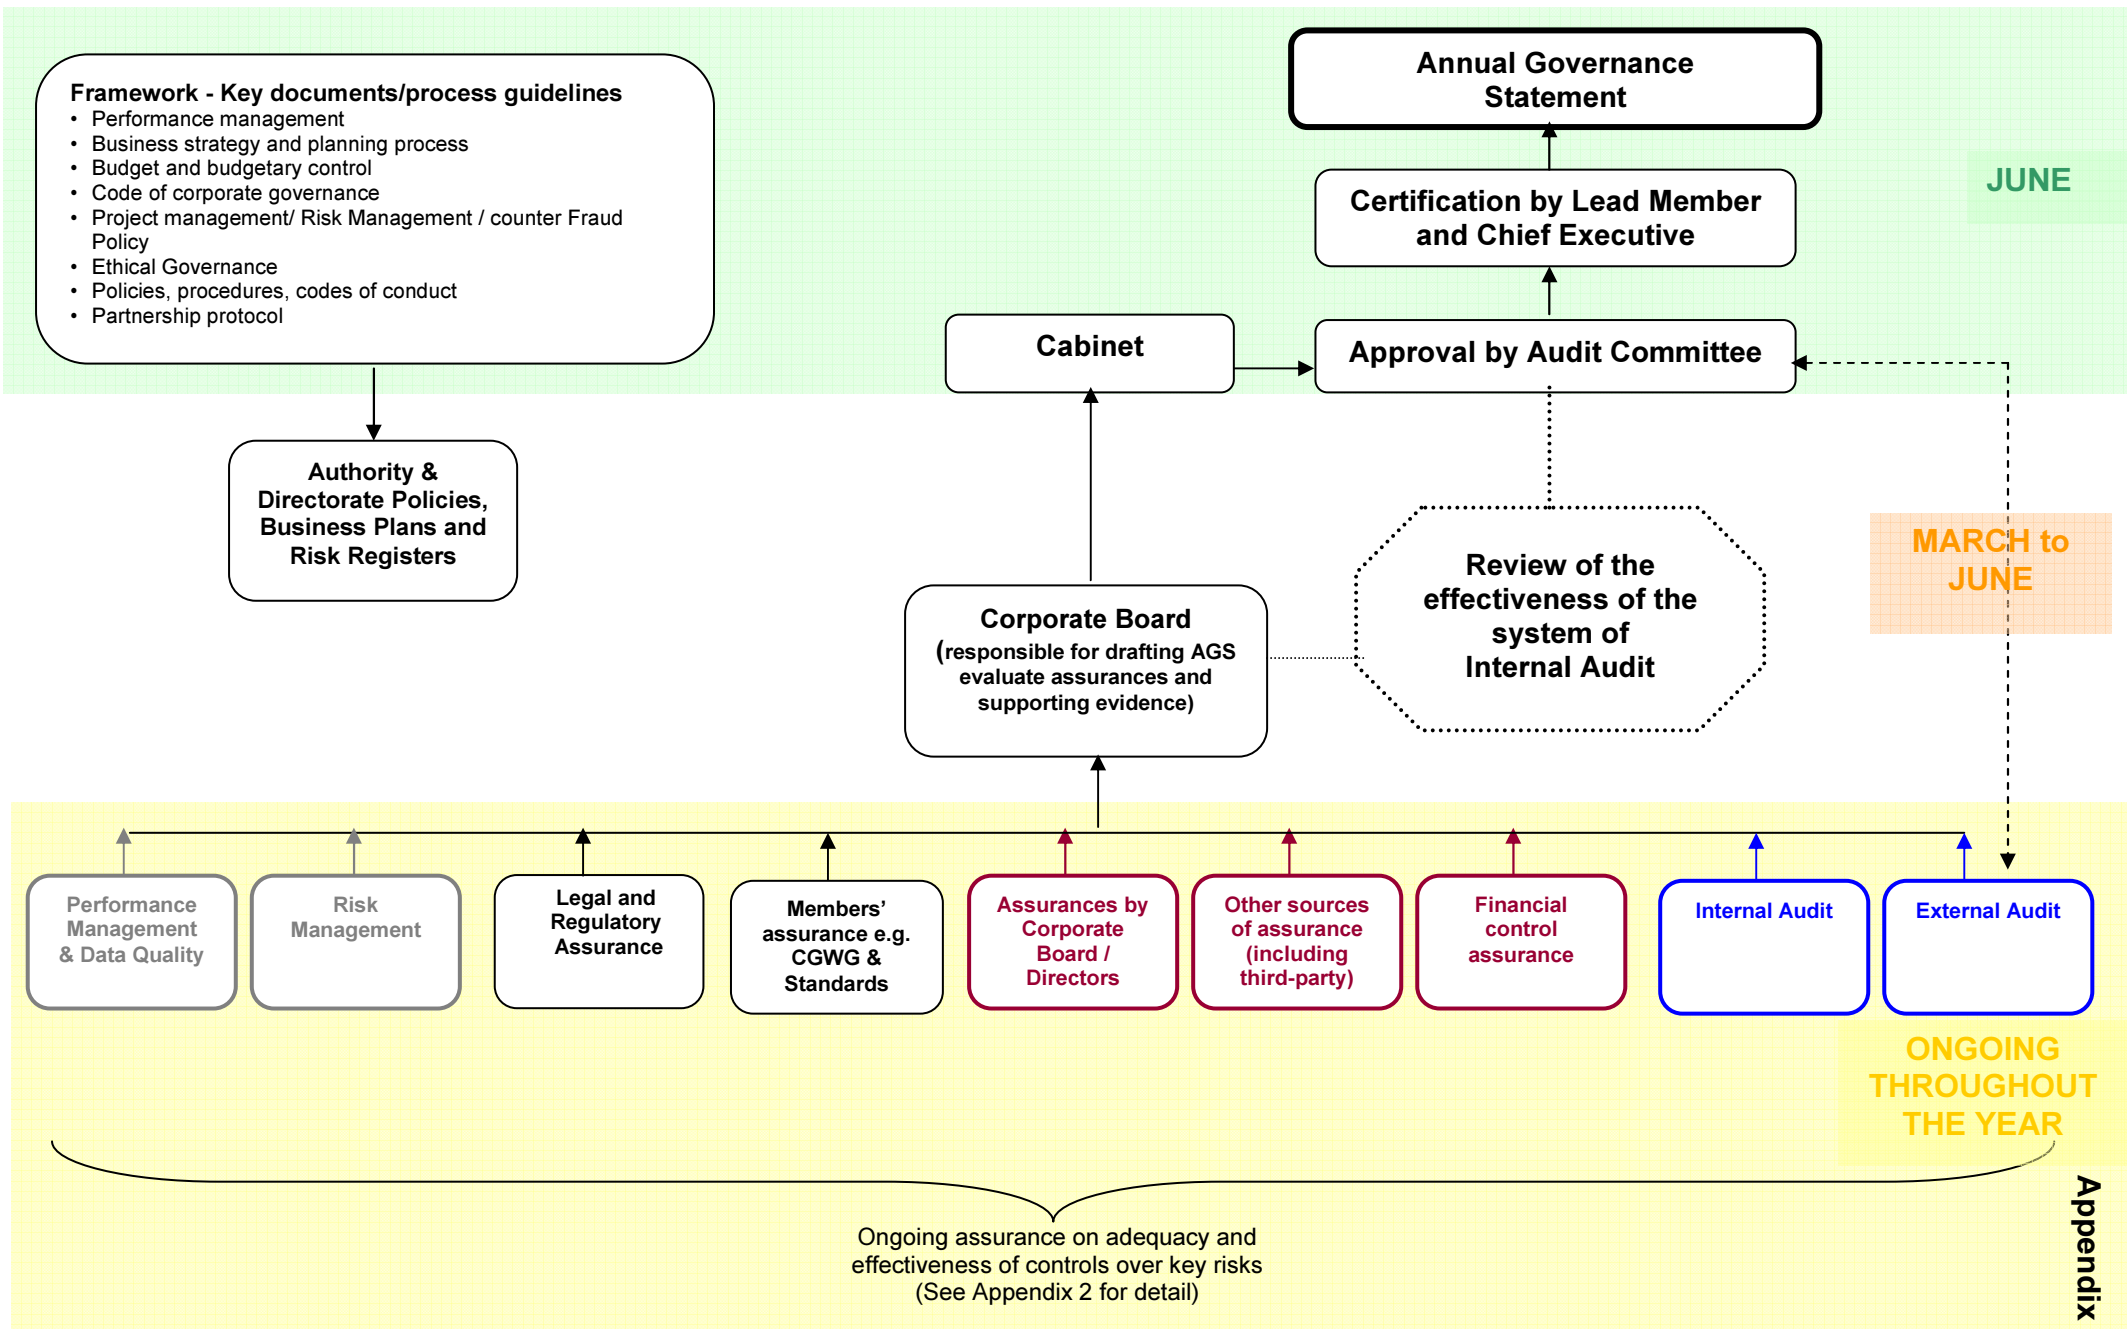 Framework - Key documents/process guidelines
• Performance management
• Business strategy and planning process
• Budget and budgetary control
• Code of corporate governance
• Project management/ Risk Management / counter Fraud
Policy
• Ethical Governance
• Policies, procedures, codes of conduct
• Partnership protocol
Annual Governance
Statement
JUNE
Certification by Lead Member
and Chief Executive
Cabinet
Approval by Audit Committee
Authority &
Directorate Policies,
Business Plans and
Risk Registers
MARCH to
JUNE
Review of the
effectiveness of the
system of
Internal Audit
Corporate Board
(responsible for drafting AGS
evaluate assurances and
supporting evidence)
Performance
Management
& Data Quality
Risk
Management
Legal and
Regulatory
Assurance
Members’
assurance e.g.
CGWG &
Standards
Assurances by
Corporate
Board /
Directors
Other sources
of assurance
(including
third-party)
Financial
control
assurance
Internal Audit
External Audit
ONGOING
THROUGHOUT
THE YEAR
Ongoing assurance on adequacy and
effectiveness of controls over key risks
(See Appendix 2 for detail)
Appendix